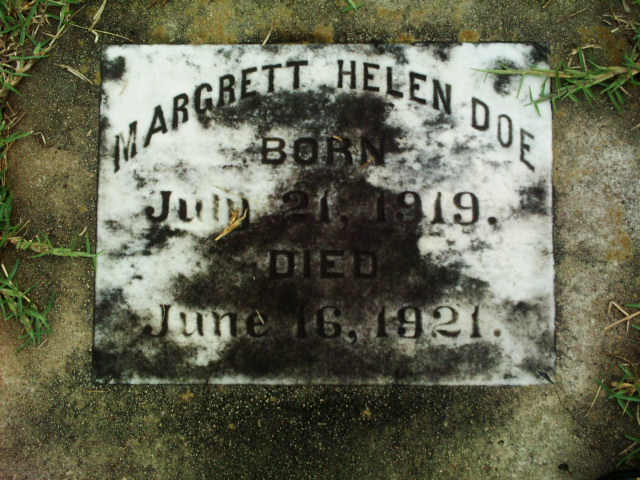 MARGRETT HELEN DOE
BORN
July 21, 1919.
DIED
June 16, 1921.